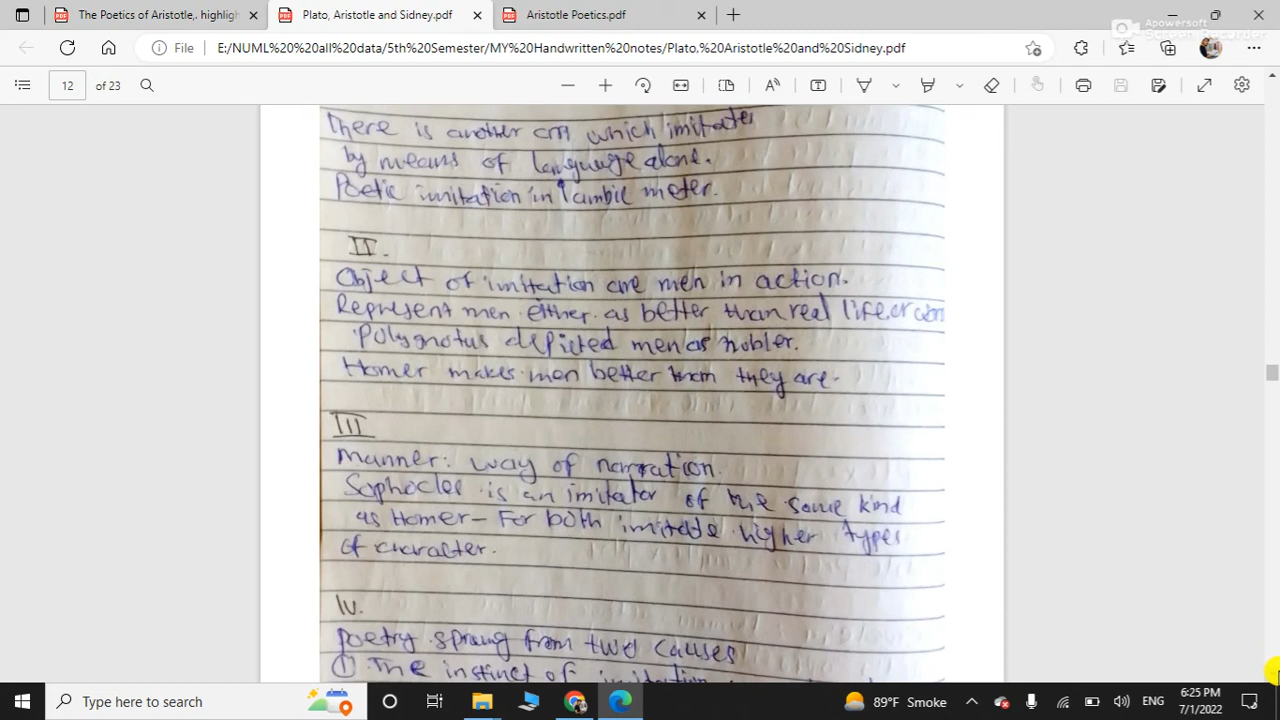 The Poetics of Aristotle,. highligh
Plato, Aristotle and Sidney.pdf
Aristotle Poetics.pdf
Apowersoft
Screen Recorder
File
E:/NUML%20%20all%20data/5th%20Semester/MY%20Handwritten%20notes/Plato,%20Aristotle%20and%20Sidney.pdf
12 of 23
There is another art which imitates
by means of language alone.
Poetic imitation in Iambic meter.
II.
Object of imitation are men in action.
Represent men either as better than real life, or
Polygnotus depicted men as nobler.
Homer makes men better than they are.
III
Manner: way of narration.
Sophocles is an imitator of the same kind
as Homer - For both imitate higher types
of character.
IV.
Poetry sprung from two causes
① The instinct of imitation
Type here to search
89°F Smoke
ENG
6:25 PM
7/1/2022